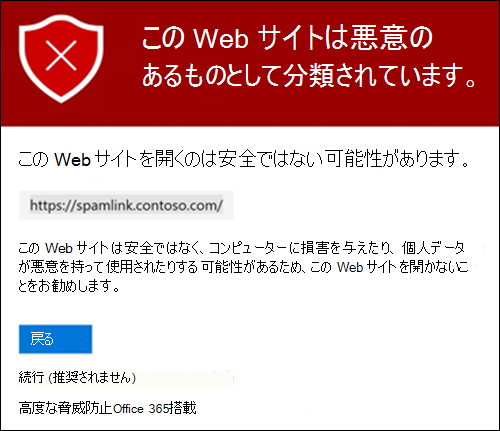 この Web サイトは悪意の
あるものとして分類されています。
この Web サイトを開くのは安全ではない可能性があります。
https://spamlink.contoso.com/
この Web サイトは安全ではなく、コンピューターに損害を与えたり、個人データ
が悪意を持って使用されたりする可能性があるため、この Web サイトを開かないこ
とをお勧めします。
戻る
続行 (推奨されません)
高度な脅威防止Office 365搭載